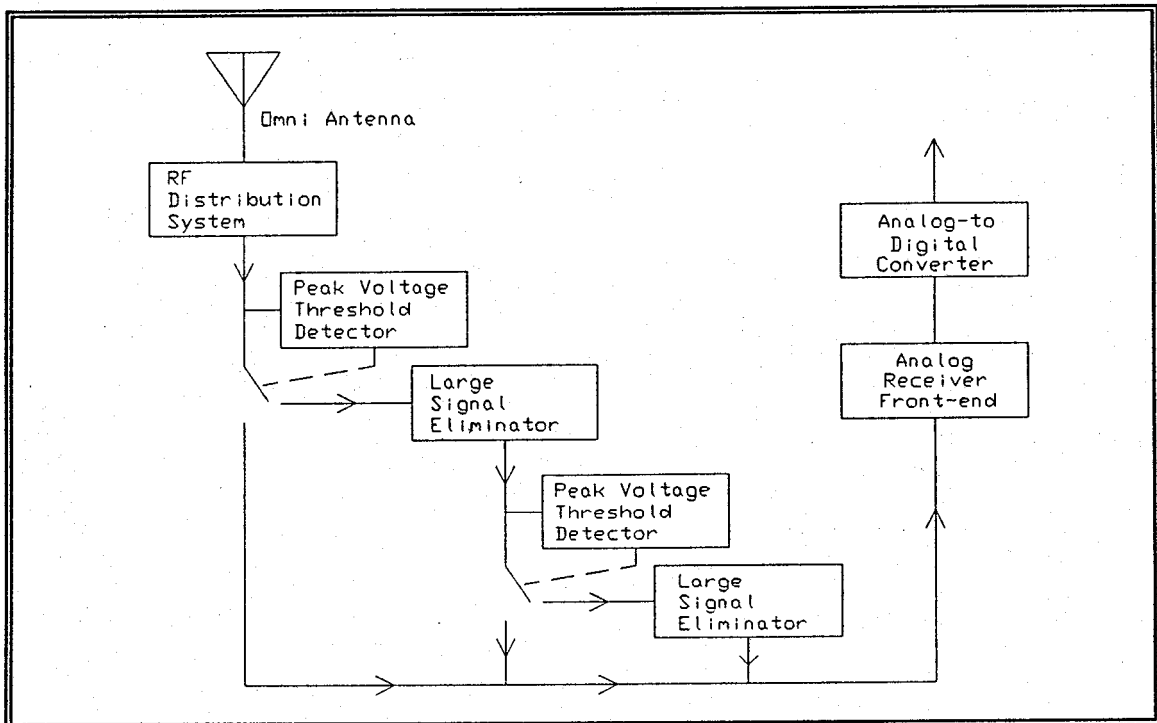 Omni Antenna
RF
Distribution
System
Peak Voltage
Threshold
Detector
Large
Signal
Eliminator
Peak Voltage
Threshold
Detector
Large
Signal
Eliminator
Analog-to
Digital
Converter
Analog
Receiver
Front-end